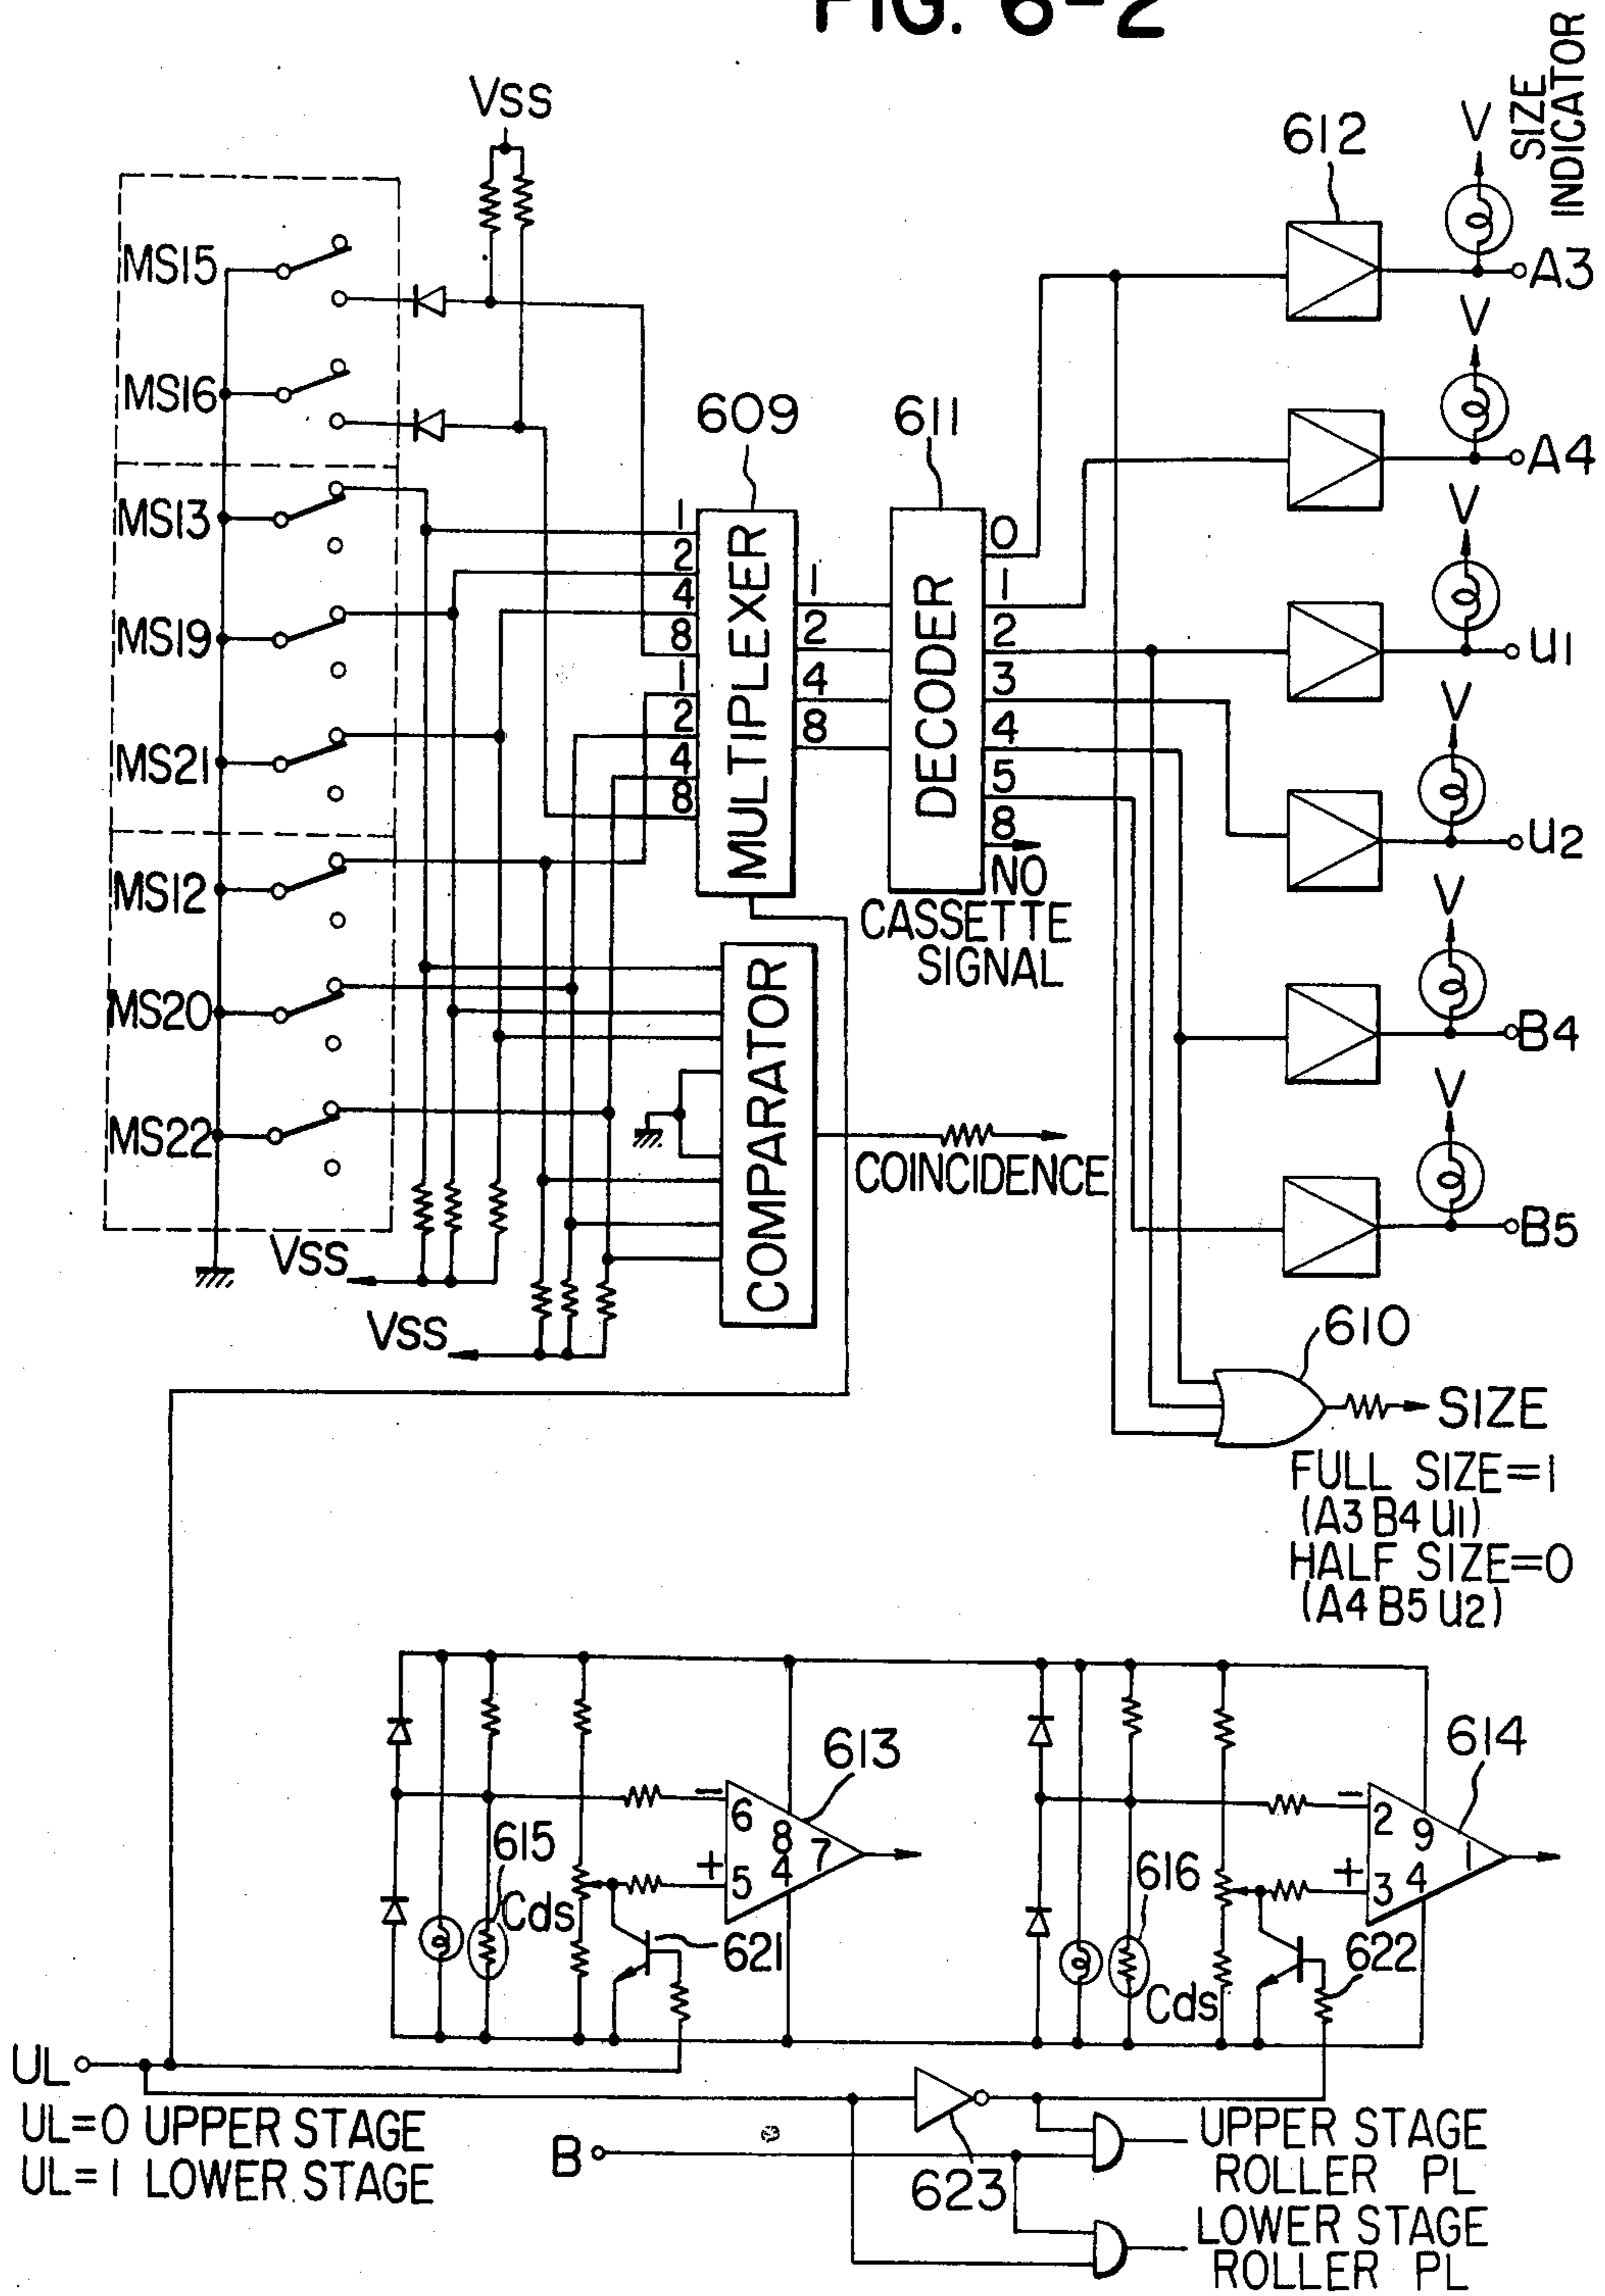 FIG. 6-2
VSS
SIZE
INDICATOR
612
V
MS15
A3
V
MS16
609
611
A4
V
MS13
1
2
4
8
1
2
4
8
MULTIPLEXER
1
2
4
8
DECODER
0
1
2
3
4
5
8
NO
CASSETTE
SIGNAL
MS19
U1
V
MS21
U2
V
MS12
MS20
B4
V
MS22
COMPARATOR
COINCIDENCE
B5
VSS
VSS
610
SIZE
FULL SIZE=1
(A3 B4 U1)
HALF SIZE=0
(A4 B5 U2)
613
614
−
6
8
7
+
5
4
615
Cds
621
−
2
9
1
+
3
4
616
Cds
622
UL
UL=0 UPPER STAGE
UL=1 LOWER STAGE
B
623
UPPER STAGE
ROLLER PL
LOWER STAGE
ROLLER PL